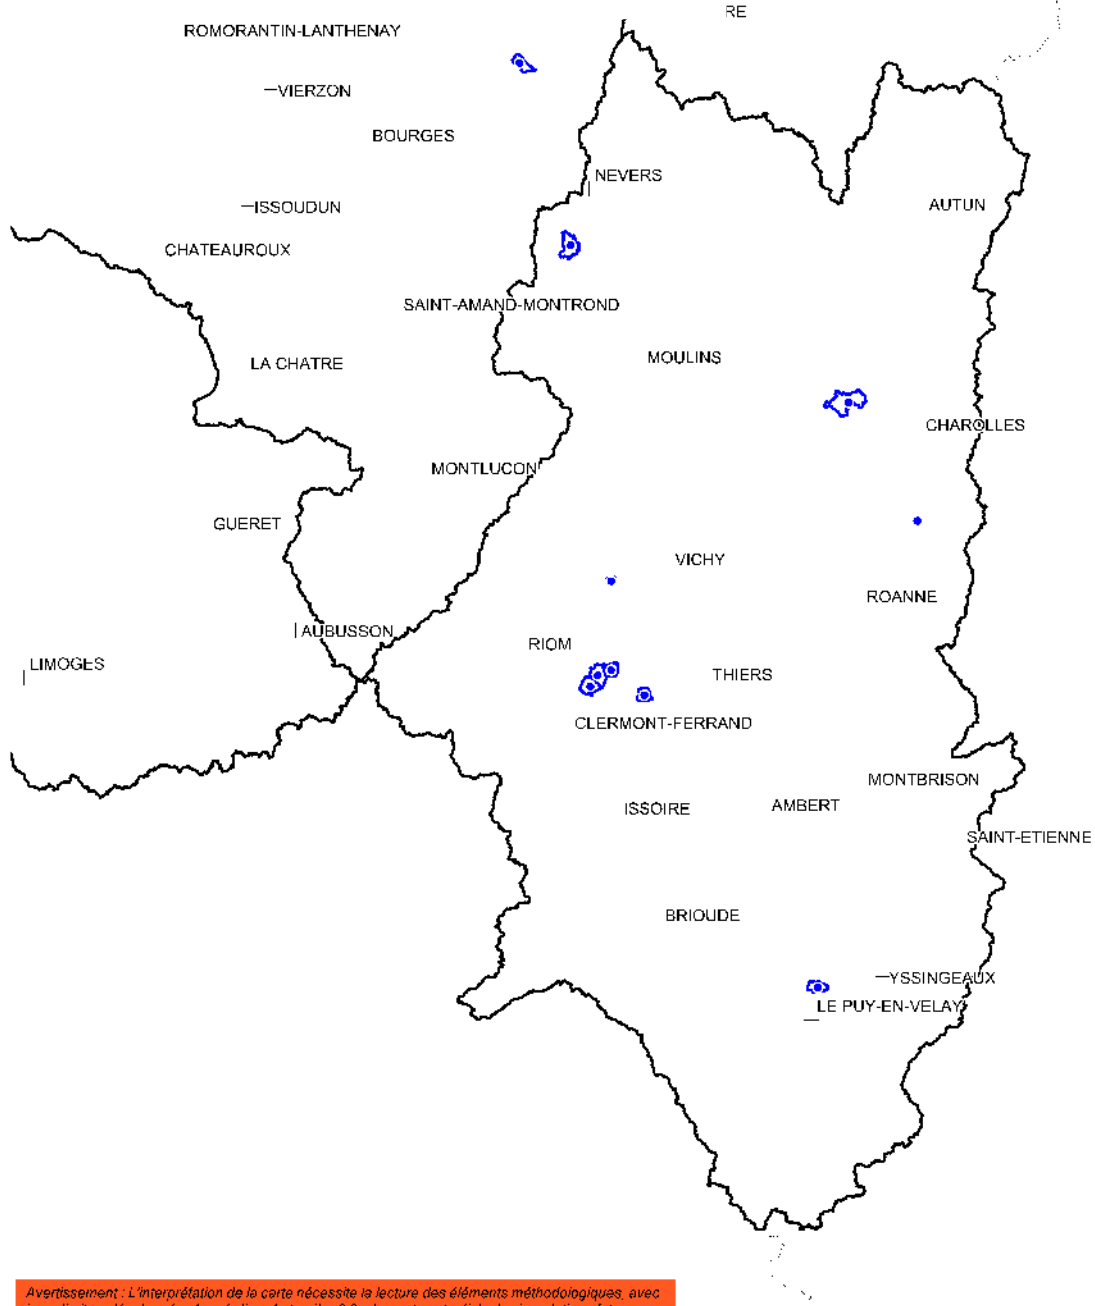 RE
ROMORANTIN-LANTHENAY
VIERZON
BOURGES
NEVERS
ISSOUDUN
AUTUN
CHATEAUROUX
SAINT-AMAND-MONTROND
MOULINS
LA CHATRE
CHAROLLES
MONTLUCON
GUERET
VICHY
ROANNE
AUBUSSON
RIOM
LIMOGES
THIERS
CLERMONT-FERRAND
MONTBRISON
AMBERT
ISSOIRE
SAINT-ETIENNE
BRIOUDE
YSSINGEAUX
LE PUY-EN-VELAY
Avertissement : L'interprétation de la carte nécessite la lecture des éléments méthodologiques, avec